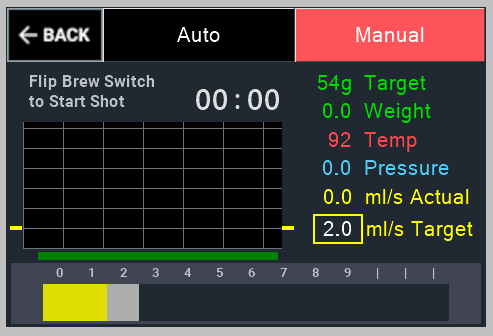 ← BACK
Auto
Manual
Flip Brew Switch
to Start Shot
00:00
54g Target
0.0 Weight
92 Temp
0.0 Pressure
0.0 ml/s Actual
2.0 ml/s Target
0 1 2 3 4 5 6 7 8 9 | | |